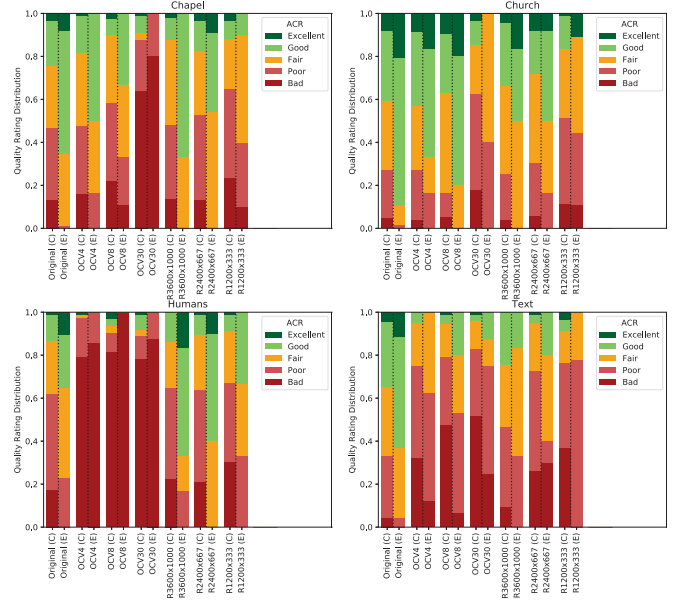 Chapel
Quality Rating Distribution
1,0
0,8
0,6
0,4
0,2
0,0
ACR
Excellent
Good
Fair
Poor
Bad
Original (C)
Original (E)
OCV4 (C)
OCV4 (E)
OCV8 (C)
OCV8 (E)
OCV30 (C)
OCV30 (E)
R3600x1000 (C)
R3600x1000 (E)
R2400x667 (C)
R2400x667 (E)
R1200x333 (C)
R1200x333 (E)
Church
Quality Rating Distribution
1,0
0,8
0,6
0,4
0,2
0,0
ACR
Excellent
Good
Fair
Poor
Bad
Original (C)
Original (E)
OCV4 (C)
OCV4 (E)
OCV8 (C)
OCV8 (E)
OCV30 (C)
OCV30 (E)
R3600x1000 (C)
R3600x1000 (E)
R2400x667 (C)
R2400x667 (E)
R1200x333 (C)
R1200x333 (E)
Humans
Quality Rating Distribution
1,0
0,8
0,6
0,4
0,2
0,0
ACR
Excellent
Good
Fair
Poor
Bad
Original (C)
Original (E)
OCV4 (C)
OCV4 (E)
OCV8 (C)
OCV8 (E)
OCV30 (C)
OCV30 (E)
R3600x1000 (C)
R3600x1000 (E)
R2400x667 (C)
R2400x667 (E)
R1200x333 (C)
R1200x333 (E)
Text
Quality Rating Distribution
1,0
0,8
0,6
0,4
0,2
0,0
ACR
Excellent
Good
Fair
Poor
Bad
Original (C)
Original (E)
OCV4 (C)
OCV4 (E)
OCV8 (C)
OCV8 (E)
OCV30 (C)
OCV30 (E)
R3600x1000 (C)
R3600x1000 (E)
R2400x667 (C)
R2400x667 (E)
R1200x333 (C)
R1200x333 (E)